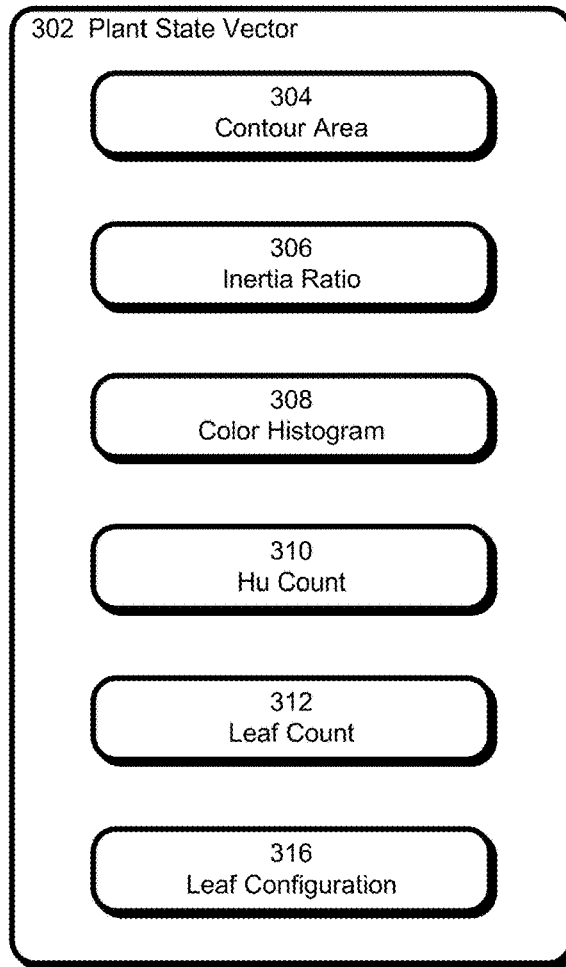 302 Plant State Vector
304
Contour Area
306
Inertia Ratio
308
Color Histogram
310
Hu Count
312
Leaf Count
316
Leaf Configuration